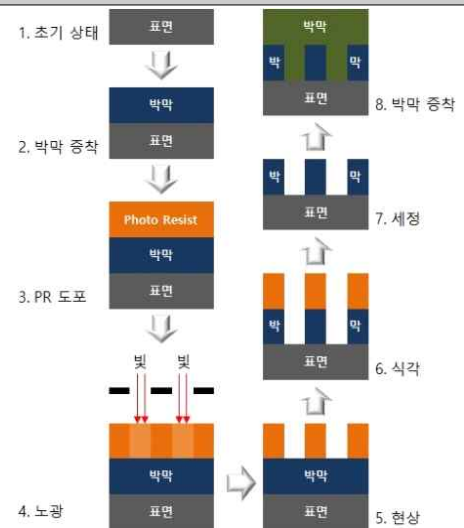 1. 초기 상태
표면
박막
2. 박막 증착
표면
Photo Resist
박막
3. PR 도포
표면
빛 빛
박막
4. 노광
표면
박막
5. 현상
표면
박 막
6. 식각
표면
박 막
7. 세정
표면
박막
박 막
8. 박막 증착
표면